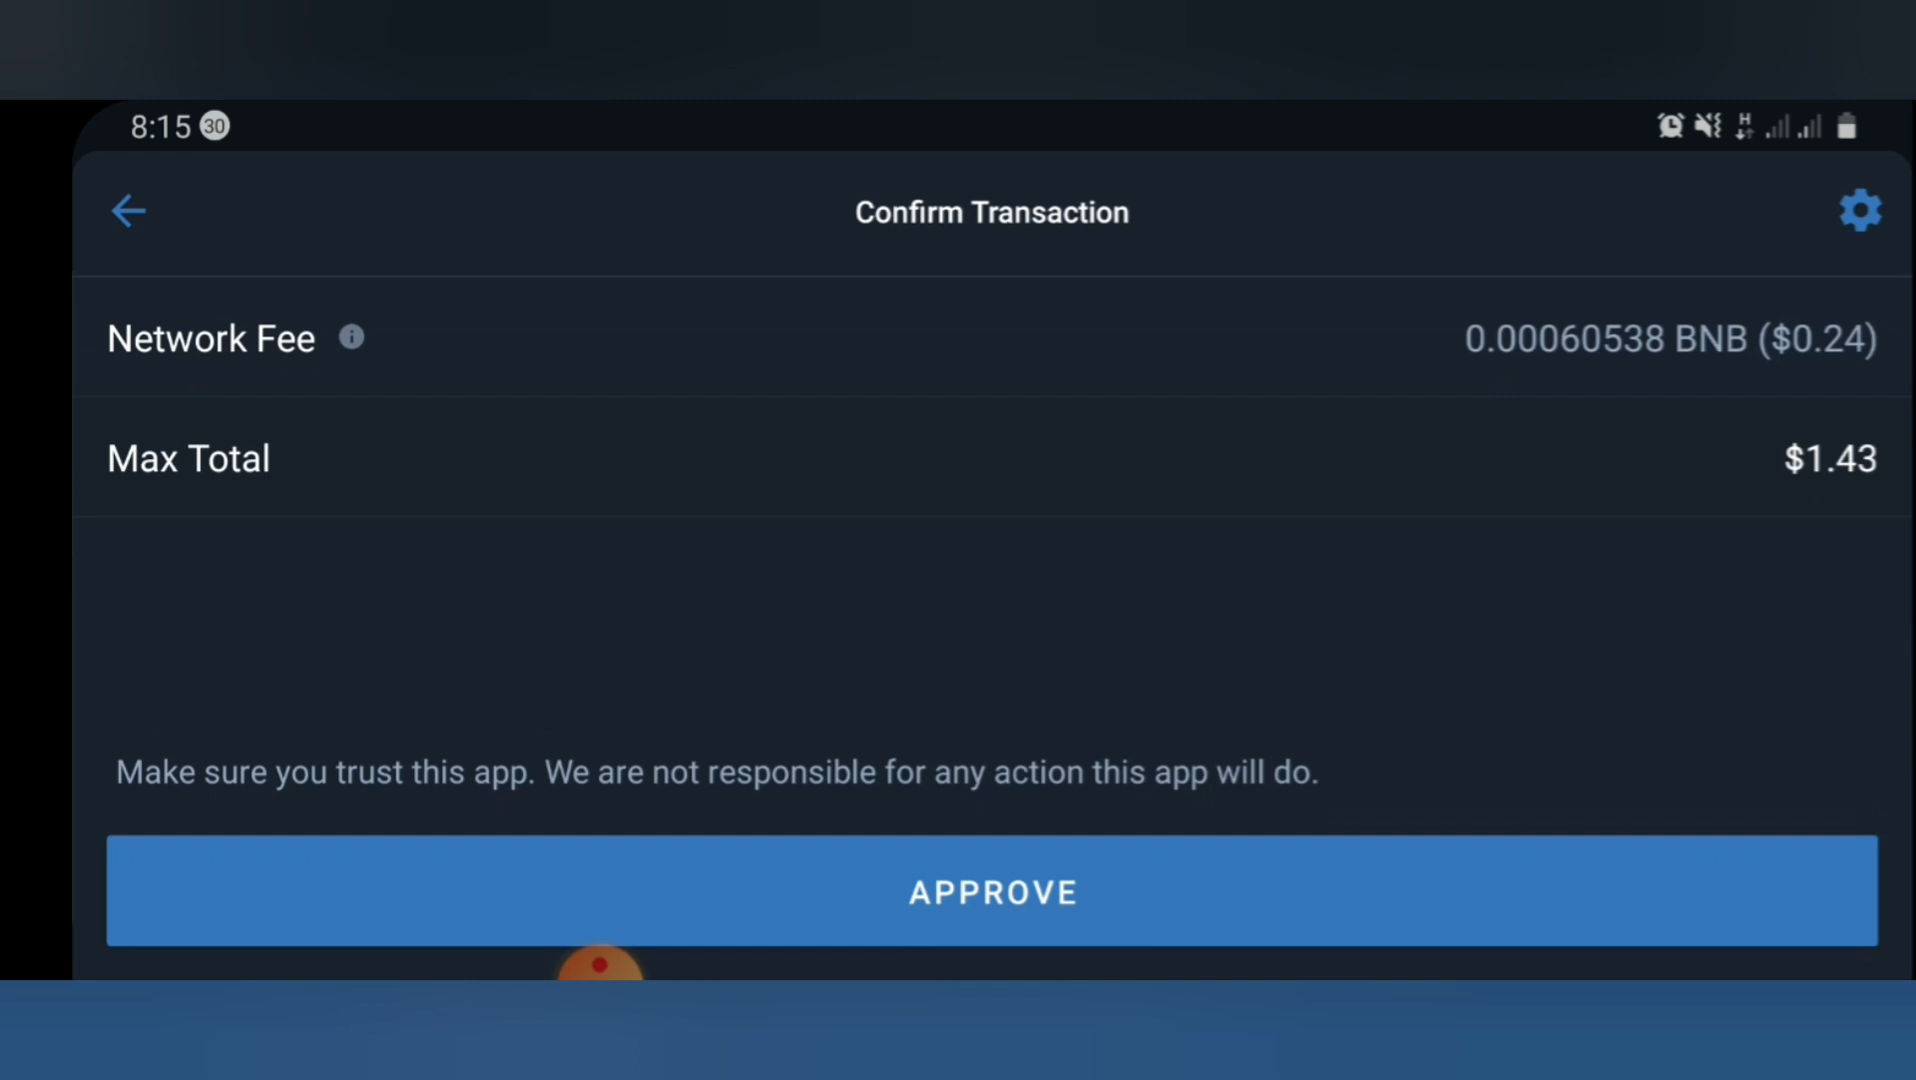 8:15 30
H
Confirm Transaction
Network Fee 0.00060538 BNB ($0.24)
Max Total $1.43
Make sure you trust this app. We are not responsible for any action this app will do.
APPROVE